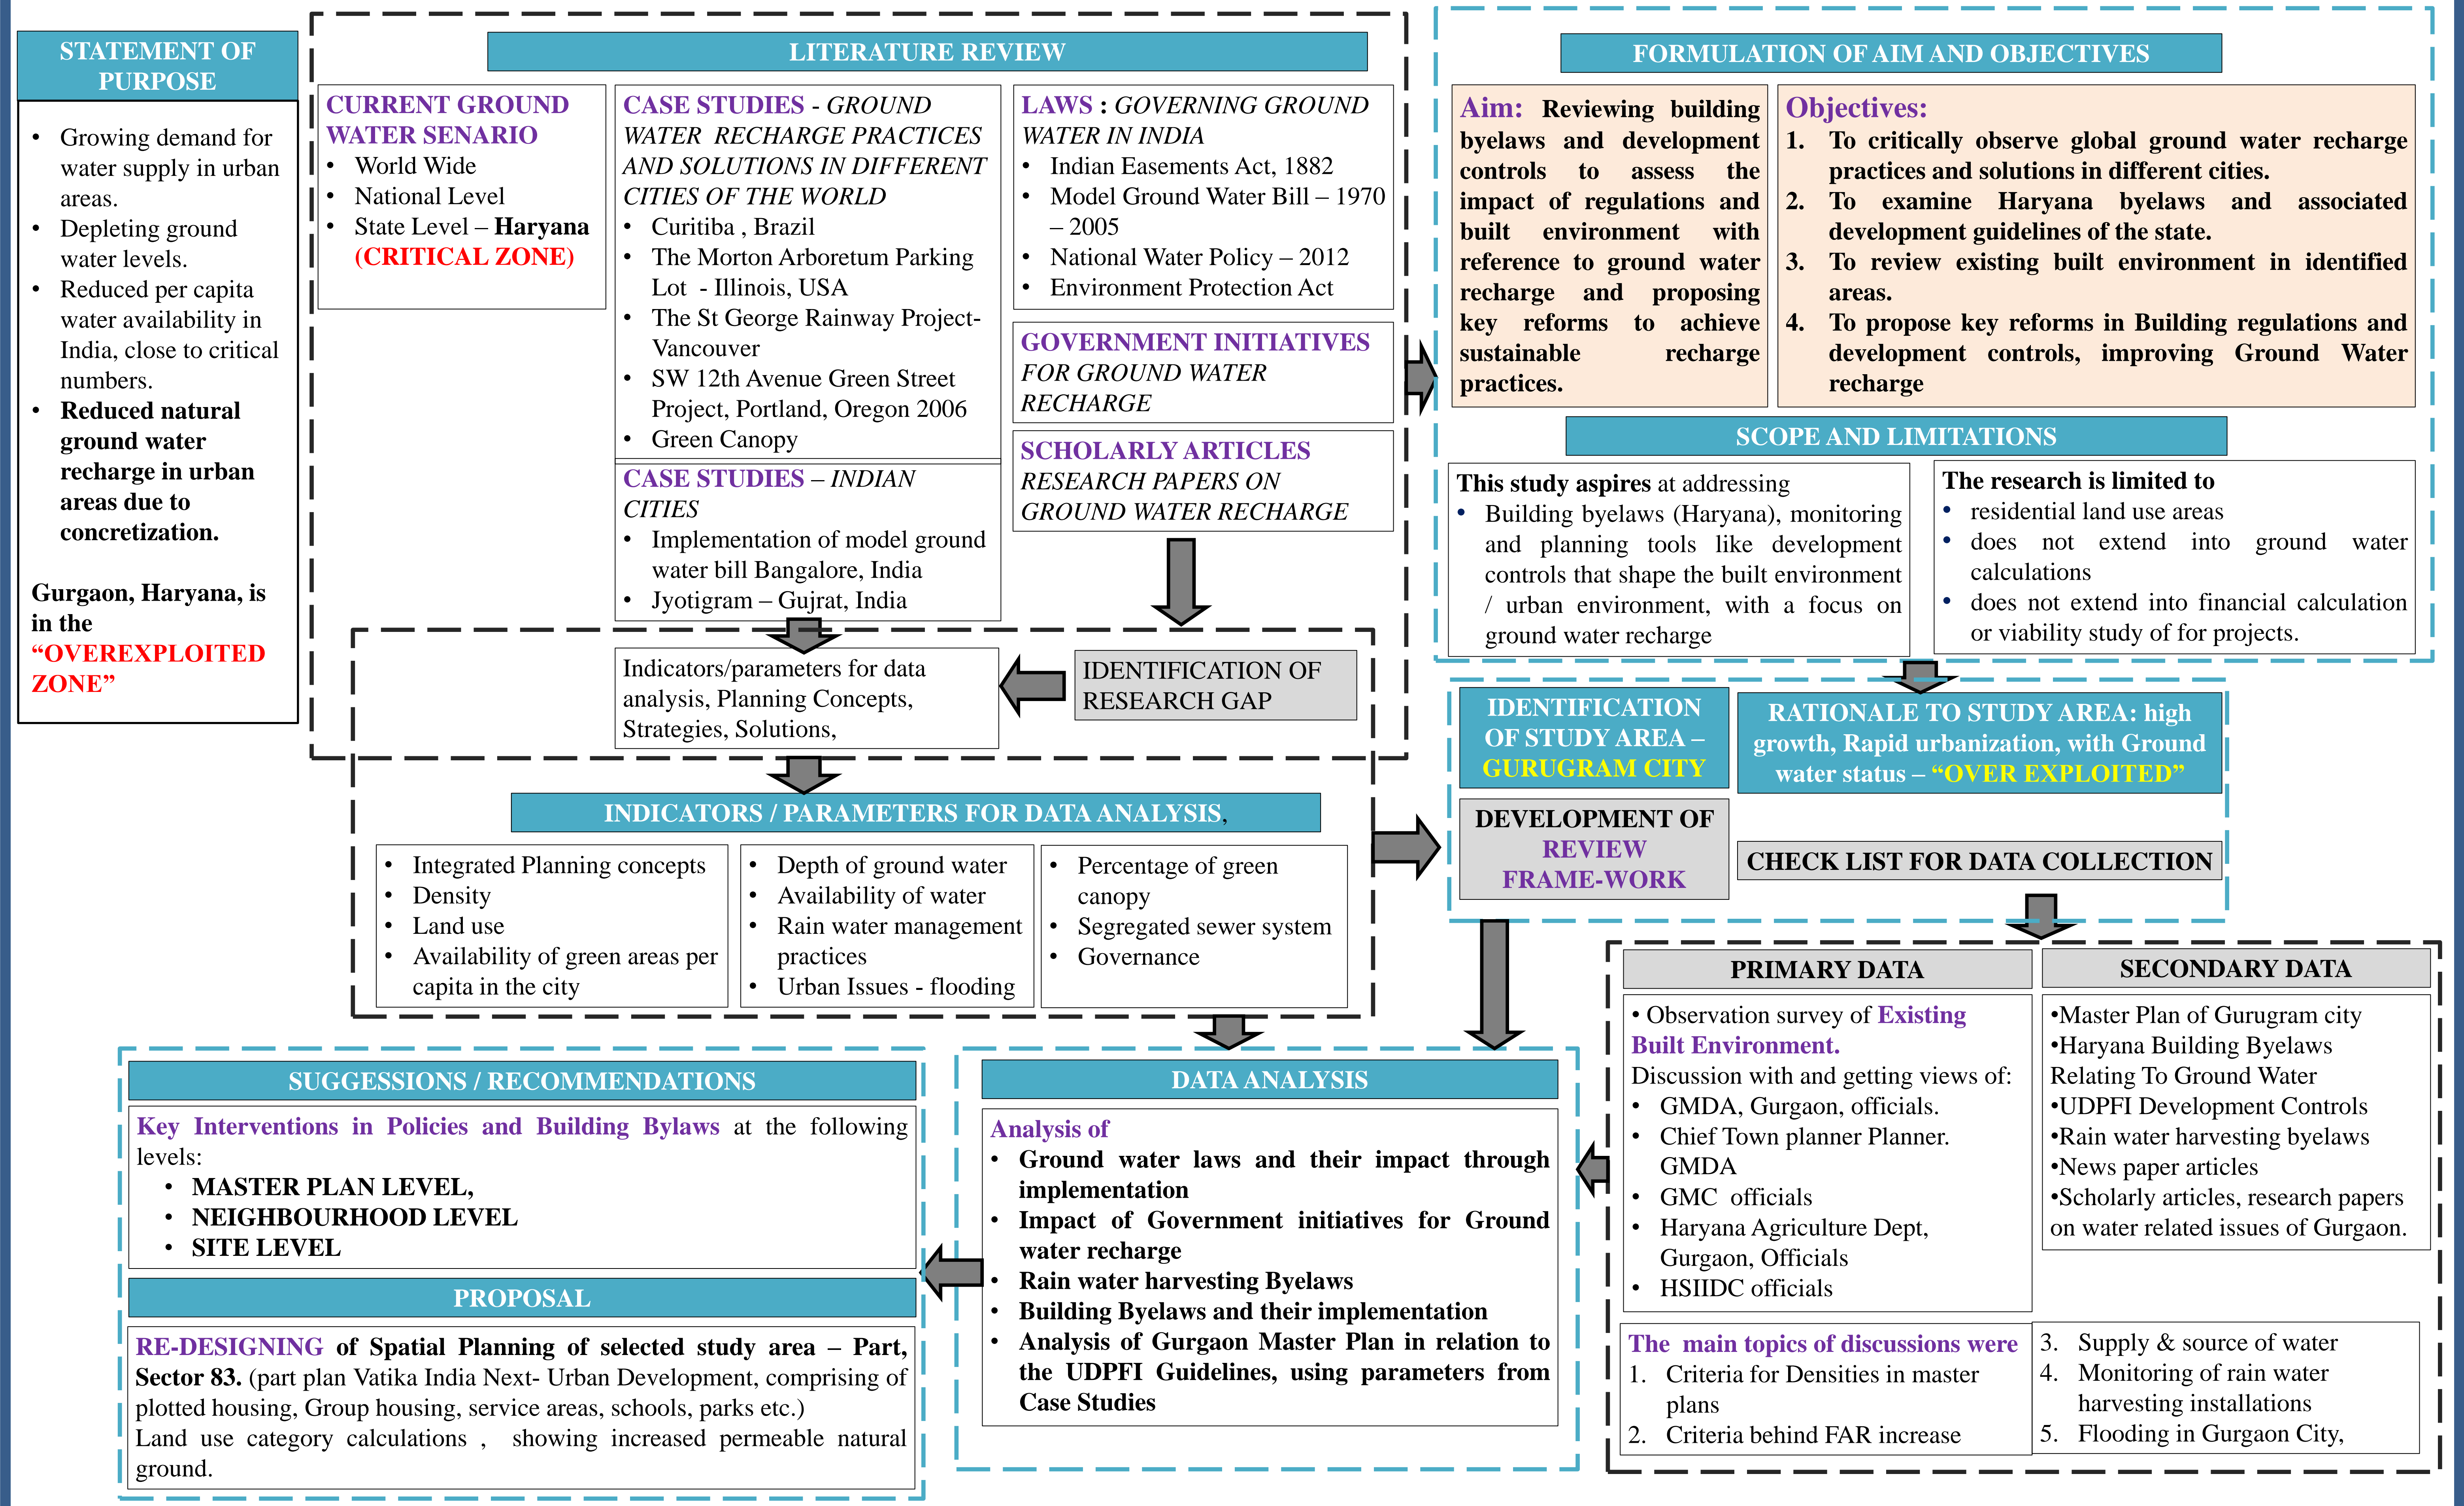 STATEMENT OF
PURPOSE
• Growing demand for
water supply in urban
areas.
• Depleting ground
water levels.
• Reduced per capita
water availability in
India, close to critical
numbers.
• Reduced natural
ground water
recharge in urban
areas due to
concretization.
Gurgaon, Haryana, is
in the
“OVEREXPLOITED
ZONE”
LITERATURE REVIEW
CURRENT GROUND
WATER SENARIO
• World Wide
• National Level
• State Level – Haryana
(CRITICAL ZONE)
CASE STUDIES - GROUND
WATER RECHARGE PRACTICES
AND SOLUTIONS IN DIFFERENT
CITIES OF THE WORLD
• Curitiba , Brazil
• The Morton Arboretum Parking
Lot - Illinois, USA
• The St George Rainway Project-
Vancouver
• SW 12th Avenue Green Street
Project, Portland, Oregon 2006
• Green Canopy
CASE STUDIES – INDIAN
CITIES
• Implementation of model ground
water bill Bangalore, India
• Jyotigram – Gujrat, India
LAWS : GOVERNING GROUND
WATER IN INDIA
• Indian Easements Act, 1882
• Model Ground Water Bill – 1970
– 2005
• National Water Policy – 2012
• Environment Protection Act
GOVERNMENT INITIATIVES
FOR GROUND WATER
RECHARGE
SCHOLARLY ARTICLES
RESEARCH PAPERS ON
GROUND WATER RECHARGE
IDENTIFICATION OF
RESEARCH GAP
Indicators/parameters for data
analysis, Planning Concepts,
Strategies, Solutions,
INDICATORS / PARAMETERS FOR DATA ANALYSIS,
• Integrated Planning concepts
• Density
• Land use
• Availability of green areas per
capita in the city
• Depth of ground water
• Availability of water
• Rain water management
practices
• Urban Issues - flooding
• Percentage of green
canopy
• Segregated sewer system
• Governance
FORMULATION OF AIM AND OBJECTIVES
Aim: Reviewing building
byelaws and development
controls to assess the
impact of regulations and
built environment with
reference to ground water
recharge and proposing
key reforms to achieve
sustainable recharge
practices.
Objectives:
1. To critically observe global ground water recharge
practices and solutions in different cities.
2. To examine Haryana byelaws and associated
development guidelines of the state.
3. To review existing built environment in identified
areas.
4. To propose key reforms in Building regulations and
development controls, improving Ground Water
recharge
SCOPE AND LIMITATIONS
This study aspires at addressing
• Building byelaws (Haryana), monitoring
and planning tools like development
controls that shape the built environment
/ urban environment, with a focus on
ground water recharge
The research is limited to
• residential land use areas
• does not extend into ground water
calculations
• does not extend into financial calculation
or viability study of for projects.
IDENTIFICATION
OF STUDY AREA –
GURUGRAM CITY
RATIONALE TO STUDY AREA: high
growth, Rapid urbanization, with Ground
water status – “OVER EXPLOITED”
DEVELOPMENT OF
REVIEW
FRAME-WORK
CHECK LIST FOR DATA COLLECTION
PRIMARY DATA
• Observation survey of Existing
Built Environment.
Discussion with and getting views of:
• GMDA, Gurgaon, officials.
• Chief Town planner Planner.
GMDA
• GMC officials
• Haryana Agriculture Dept,
Gurgaon, Officials
• HSIIDC officials
SECONDARY DATA
•Master Plan of Gurugram city
•Haryana Building Byelaws
Relating To Ground Water
•UDPFI Development Controls
•Rain water harvesting byelaws
•News paper articles
•Scholarly articles, research papers
on water related issues of Gurgaon.
The main topics of discussions were
1. Criteria for Densities in master
plans
2. Criteria behind FAR increase
3. Supply & source of water
4. Monitoring of rain water
harvesting installations
5. Flooding in Gurgaon City,
DATA ANALYSIS
Analysis of
• Ground water laws and their impact through
implementation
• Impact of Government initiatives for Ground
water recharge
• Rain water harvesting Byelaws
• Building Byelaws and their implementation
• Analysis of Gurgaon Master Plan in relation to
the UDPFI Guidelines, using parameters from
Case Studies
SUGGESSIONS / RECOMMENDATIONS
Key Interventions in Policies and Building Bylaws at the following
levels:
• MASTER PLAN LEVEL,
• NEIGHBOURHOOD LEVEL
• SITE LEVEL
PROPOSAL
RE-DESIGNING of Spatial Planning of selected study area – Part,
Sector 83. (part plan Vatika India Next- Urban Development, comprising of
plotted housing, Group housing, service areas, schools, parks etc.)
Land use category calculations , showing increased permeable natural
ground.